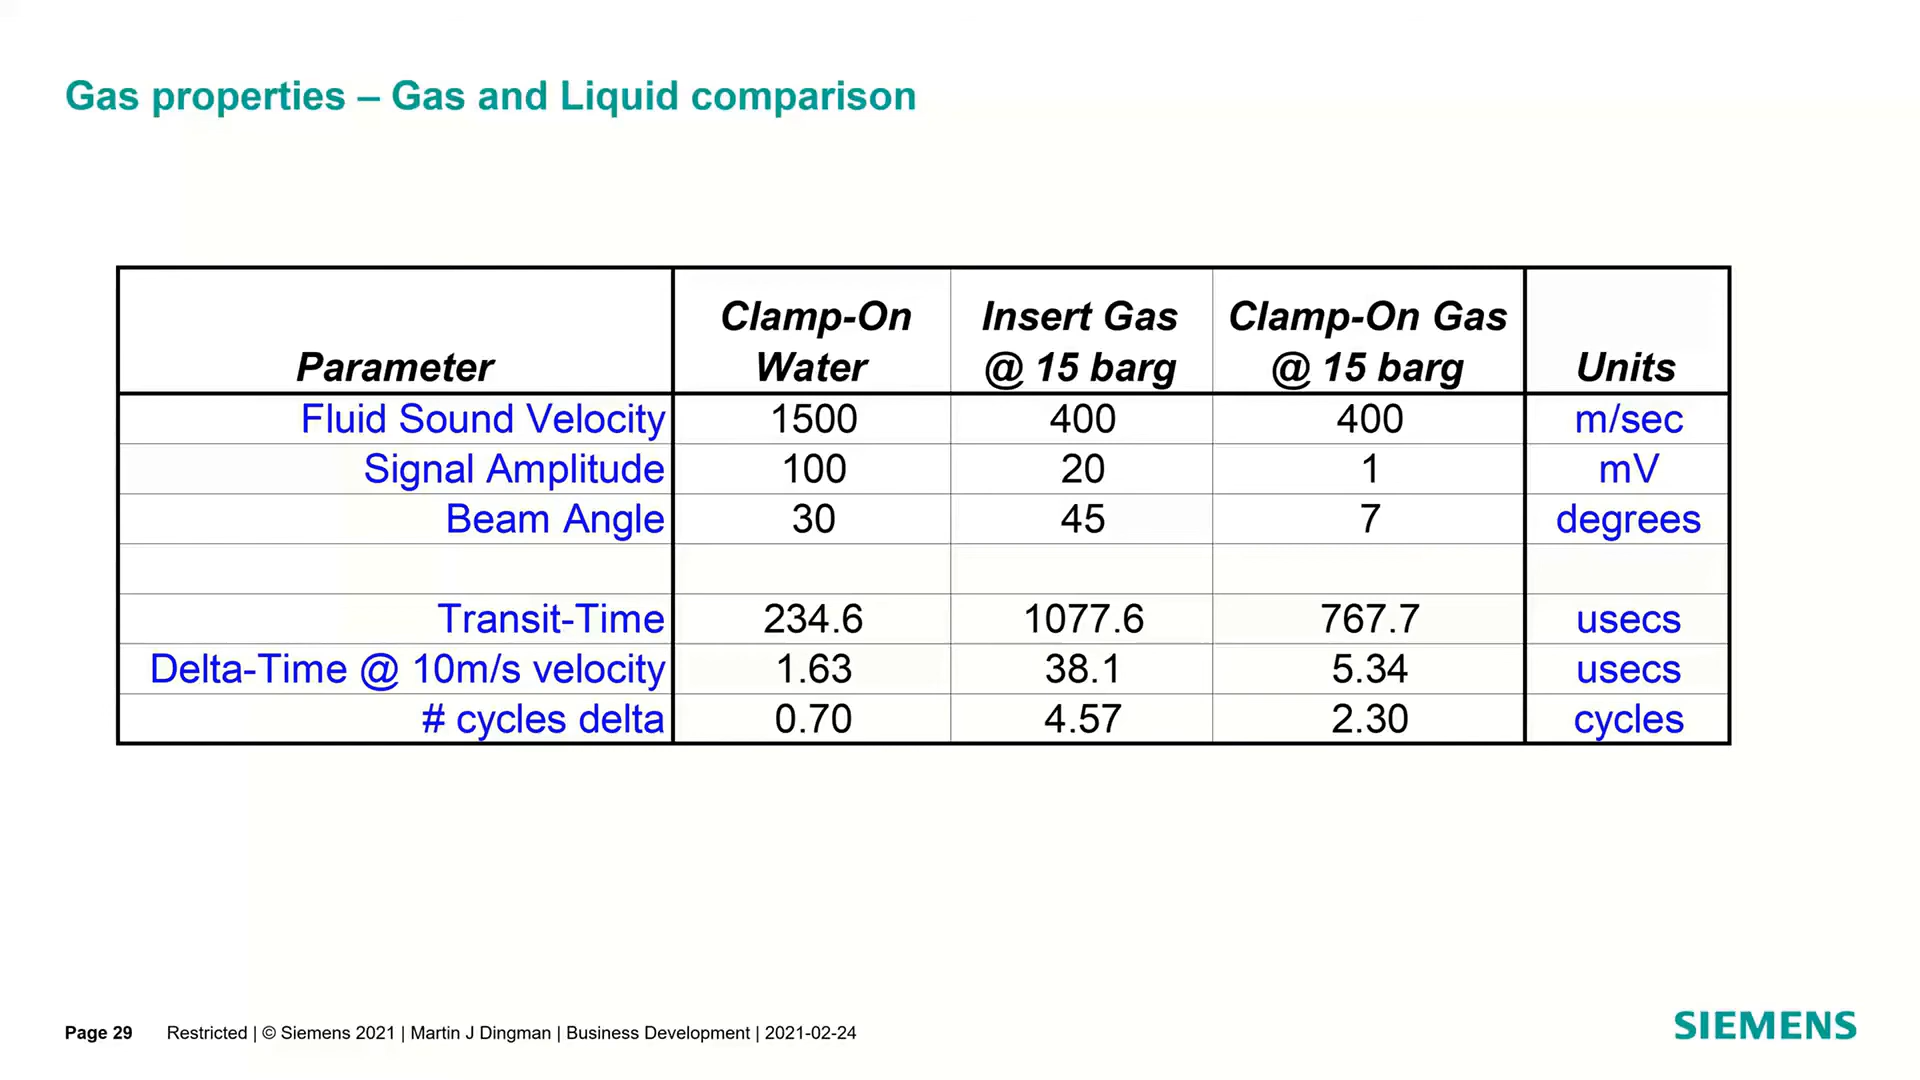 Gas properties – Gas and Liquid comparison
Parameter Clamp-On Water Insert Gas @ 15 barg Clamp-On Gas @ 15 barg Units
Fluid Sound Velocity 1500 400 400 m/sec
Signal Amplitude 100 20 1 mV
Beam Angle 30 45 7 degrees
Transit-Time 234.6 1077.6 767.7 usecs
Delta-Time @ 10m/s velocity 1.63 38.1 5.34 usecs
# cycles delta 0.70 4.57 2.30 cycles
Page 29 Restricted | © Siemens 2021 | Martin J Dingman | Business Development | 2021-02-24
SIEMENS